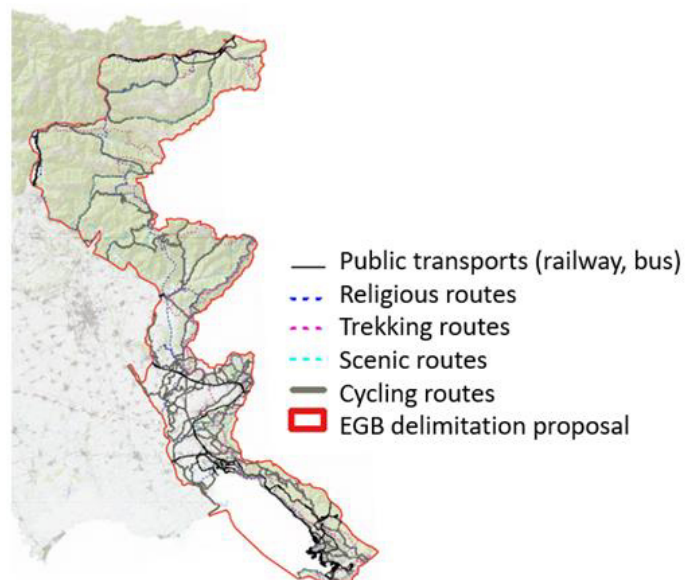 Public transports (railway, bus)
Religious routes
Trekking routes
Scenic routes
Cycling routes
EGB delimitation proposal